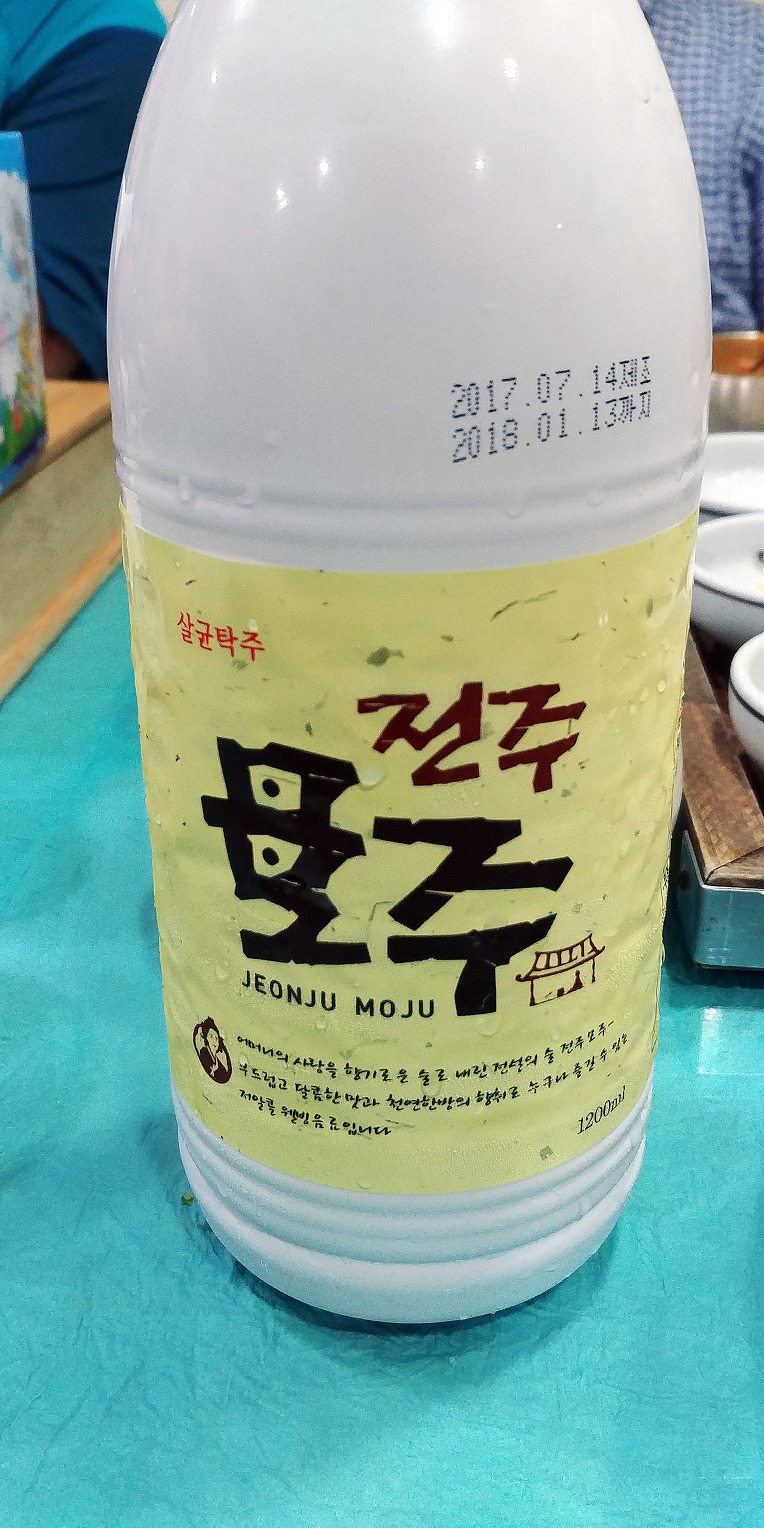 2017.07.14제조
2018.01.13까지
살균탁주
전주
모주
JEONJU MOJU
어머니의 사랑을 향기로운 술로 내린 전설의 술 전주모주-
부드럽고 달콤한 맛과 천연한방의 향취로 누구나 즐길 수 있는
저알콜 웰빙음료입니다
1200ml